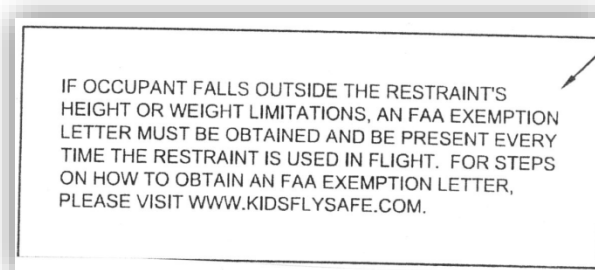 IF OCCUPANT FALLS OUTSIDE THE RESTRAINT'S
HEIGHT OR WEIGHT LIMITATIONS, AN FAA EXEMPTION
LETTER MUST BE OBTAINED AND BE PRESENT EVERY
TIME THE RESTRAINT IS USED IN FLIGHT. FOR STEPS
ON HOW TO OBTAIN AN FAA EXEMPTION LETTER,
PLEASE VISIT WWW.KIDSFLYSAFE.COM.